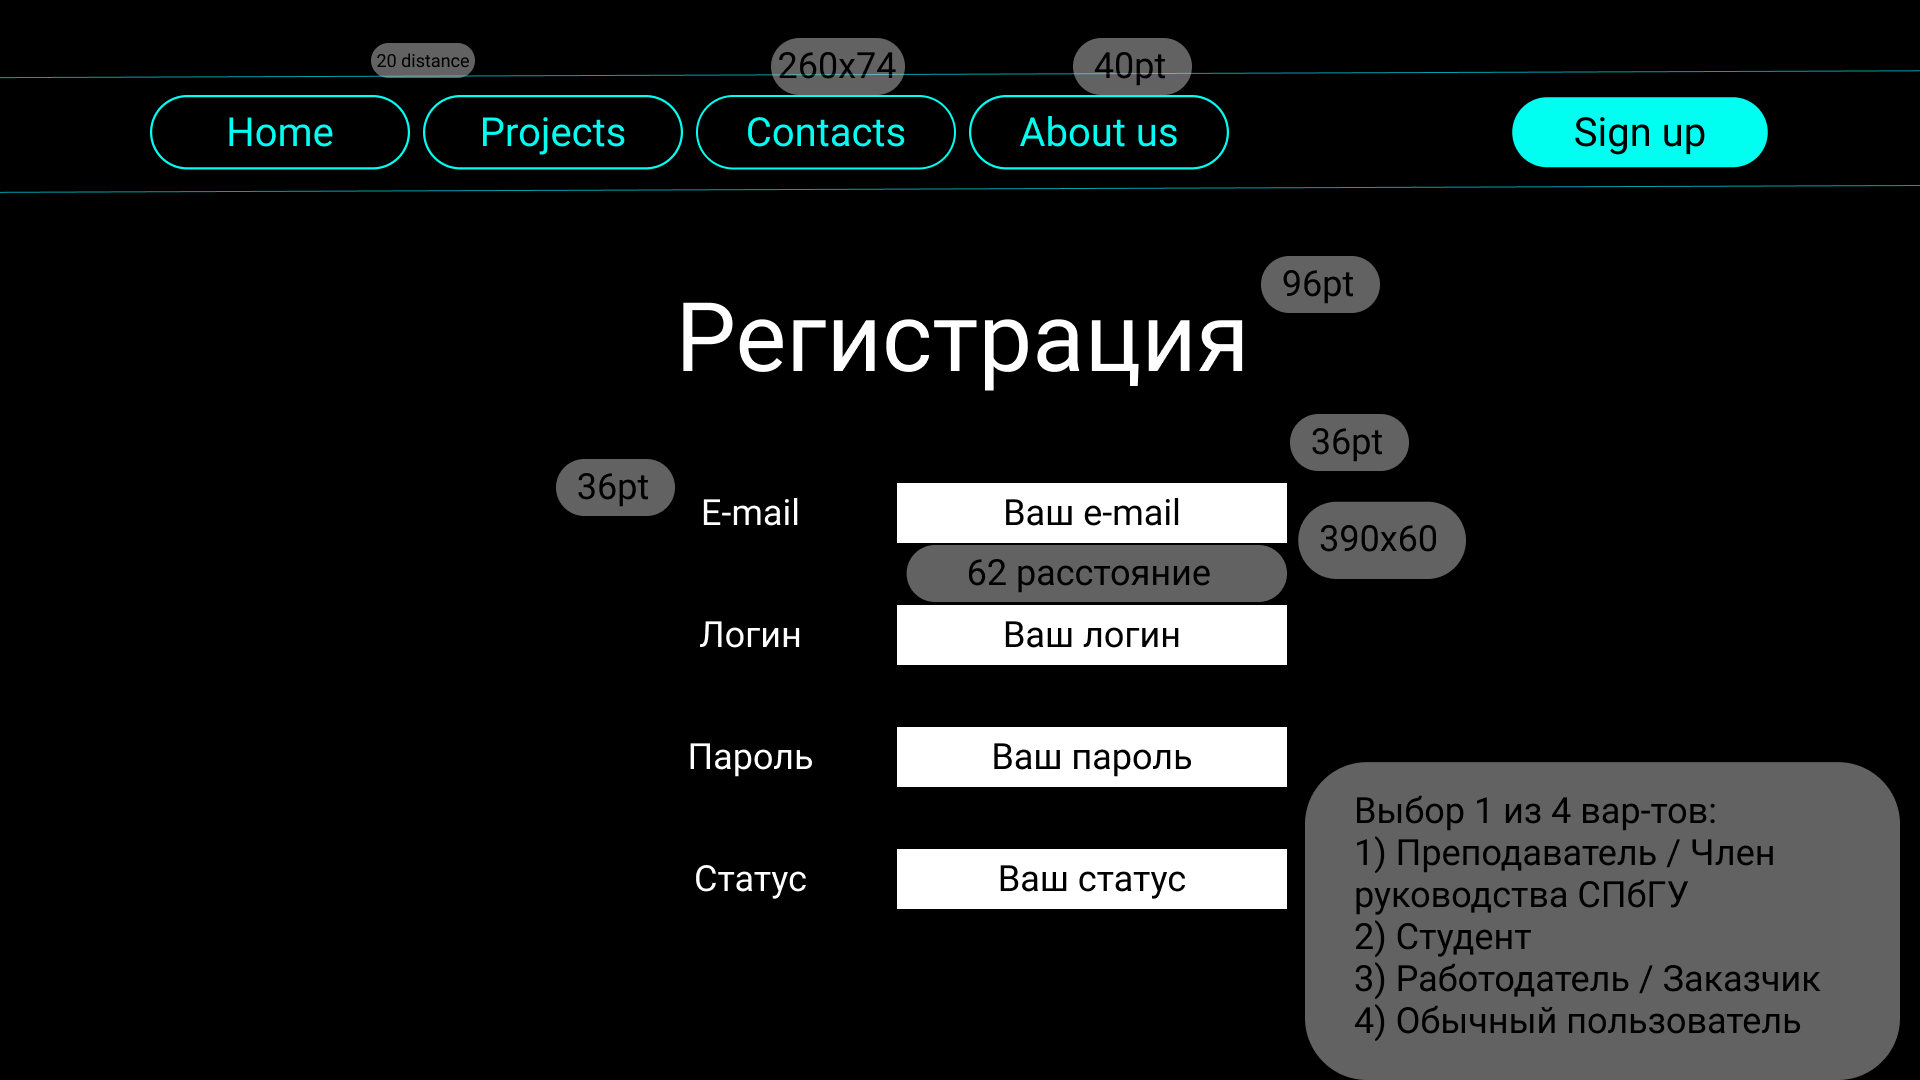 20 distance
260x74
40pt
Home
Projects
Contacts
About us
Sign up
96pt
Регистрация
36pt
36pt
E-mail
Ваш e-mail
390x60
62 расстояние
Логин
Ваш логин
Пароль
Ваш пароль
Статус
Ваш статус
Выбор 1 из 4 вар-тов:
1) Преподаватель / Член
руководства СПбГУ
2) Студент
3) Работодатель / Заказчик
4) Обычный пользователь